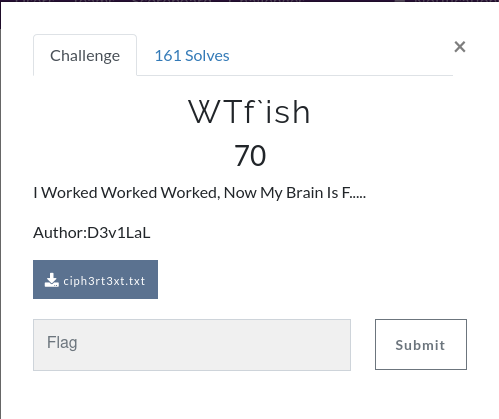 Challenge
161 Solves
×
WTf`ish
70
I Worked Worked Worked, Now My Brain Is F.....
Author:D3v1LaL
ciph3rt3xt.txt
Flag
Submit